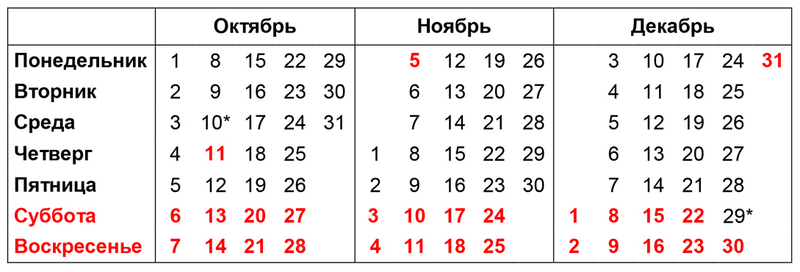 Октябрь Ноябрь Декабрь
Понедельник 1 8 15 22 29 5 12 19 26 3 10 17 24 31
Вторник 2 9 16 23 30 6 13 20 27 4 11 18 25
Среда 3 10* 17 24 31 7 14 21 28 5 12 19 26
Четверг 4 11 18 25 1 8 15 22 29 6 13 20 27
Пятница 5 12 19 26 2 9 16 23 30 7 14 21 28
Суббота 6 13 20 27 3 10 17 24 1 8 15 22 29*
Воскресенье 7 14 21 28 4 11 18 25 2 9 16 23 30